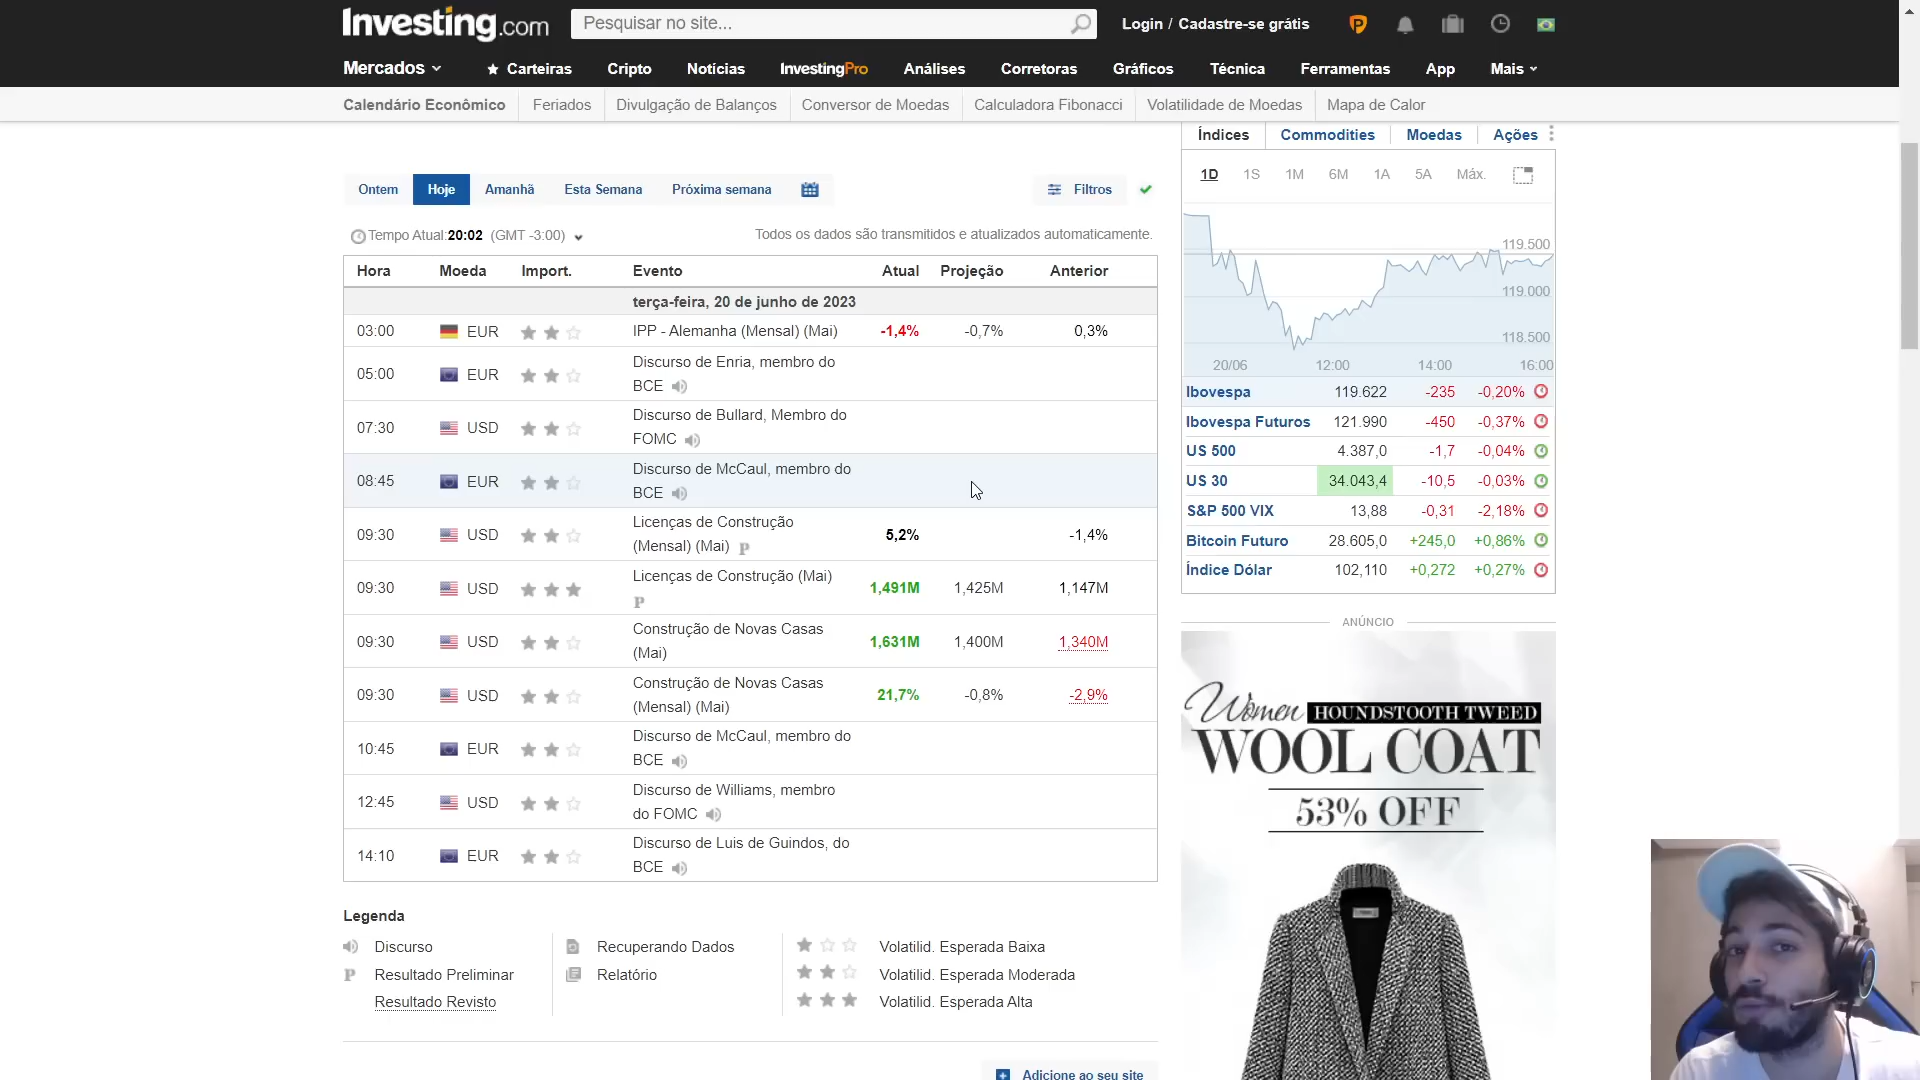 Investing.com
Pesquisar no site...
Login / Cadastre-se grátis
Mercados
Carteiras
Cripto
Notícias
InvestingPro
Análises
Corretoras
Gráficos
Técnica
Ferramentas
App
Mais
Calendário Econômico
Feriados
Divulgação de Balanços
Conversor de Moedas
Calculadora Fibonacci
Volatilidade de Moedas
Mapa de Calor
Ontem
Hoje
Amanhã
Esta Semana
Próxima semana
Filtros
Tempo Atual:20:02 (GMT -3:00)
Todos os dados são transmitidos e atualizados automaticamente.
Hora Moeda Import. Evento Atual Projeção Anterior
terça-feira, 20 de junho de 2023
03:00 EUR IPP - Alemanha (Mensal) (Mai) -1,4% -0,7% 0,3%
05:00 EUR Discurso de Enria, membro do
BCE
07:30 USD Discurso de Bullard, Membro do
FOMC
08:45 EUR Discurso de McCaul, membro do
BCE
09:30 USD Licenças de Construção
(Mensal) (Mai) P 5,2% -1,4%
09:30 USD Licenças de Construção (Mai)
P 1,491M 1,425M 1,147M
09:30 USD Construção de Novas Casas
(Mai) 1,631M 1,400M 1,340M
09:30 USD Construção de Novas Casas
(Mensal) (Mai) 21,7% -0,8% -2,9%
10:45 EUR Discurso de McCaul, membro do
BCE
12:45 USD Discurso de Williams, membro
do FOMC
14:10 EUR Discurso de Luis de Guindos, do
BCE
Legenda
Discurso
P Resultado Preliminar
Resultado Revisto
Recuperando Dados
Relatório
Volatilid. Esperada Baixa
Volatilid. Esperada Moderada
Volatilid. Esperada Alta
Adicione ao seu site
Índices
Commodities
Moedas
Ações
1D 1S 1M 6M 1A 5A Máx.
119.500
119.000
118.500
20/06 12:00 14:00 16:00
Ibovespa 119.622 -235 -0,20%
Ibovespa Futuros 121.990 -450 -0,37%
US 500 4.387,0 -1,7 -0,04%
US 30 34.043,4 -10,5 -0,03%
S&P 500 VIX 13,88 -0,31 -2,18%
Bitcoin Futuro 28.605,0 +245,0 +0,86%
Índice Dólar 102,110 +0,272 +0,27%
ANÚNCIO
Women HOUNDSTOOTH TWEED
WOOL COAT
53% OFF